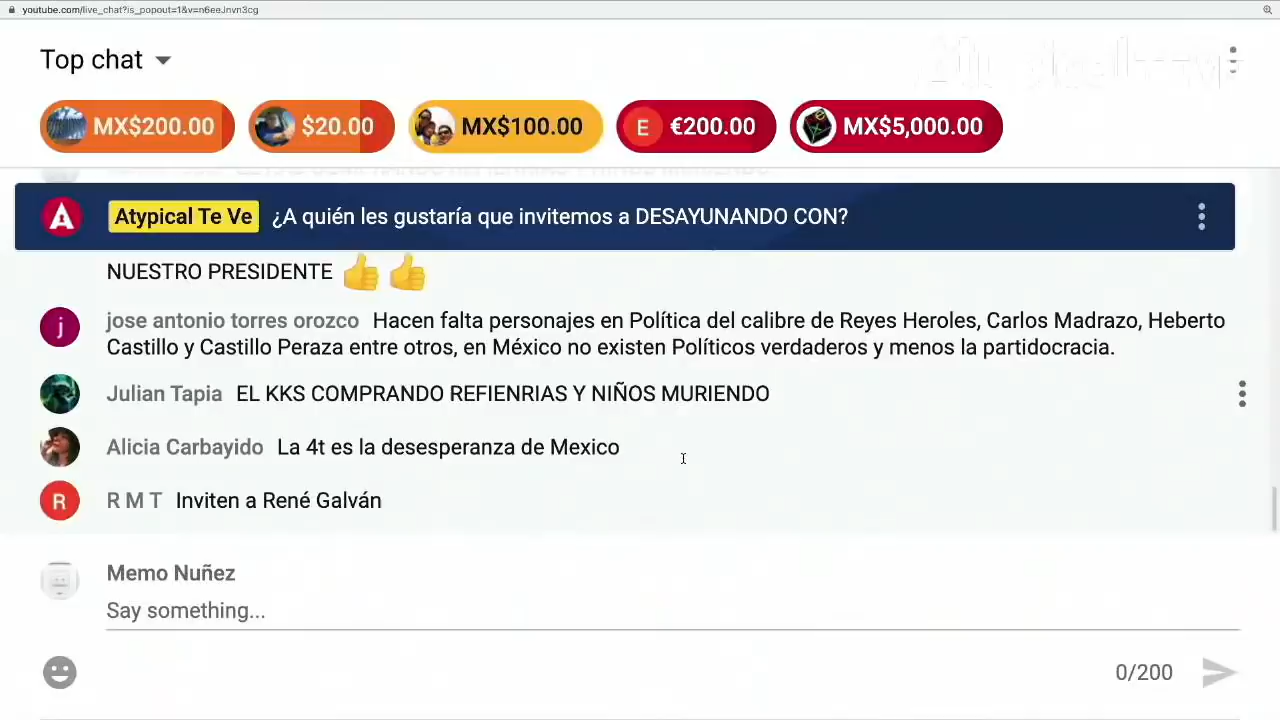 youtube.com/live_chat?is_popout=1&v=n6eeJnvn3cg
Top chat
MX$200.00 $20.00 MX$100.00 E €200.00 MX$5,000.00
A Atypical Te Ve ¿A quién les gustaría que invitemos a DESAYUNANDO CON?
NUESTRO PRESIDENTE 👍 👍
j jose antonio torres orozco Hacen falta personajes en Política del calibre de Reyes Heroles, Carlos Madrazo, Heberto
Castillo y Castillo Peraza entre otros, en México no existen Políticos verdaderos y menos la partidocracia.
Julian Tapia EL KKS COMPRANDO REFIENRIAS Y NIÑOS MURIENDO
Alicia Carbayido La 4t es la desesperanza de Mexico
R R M T Inviten a René Galván
Memo Nuñez
Say something...
0/200